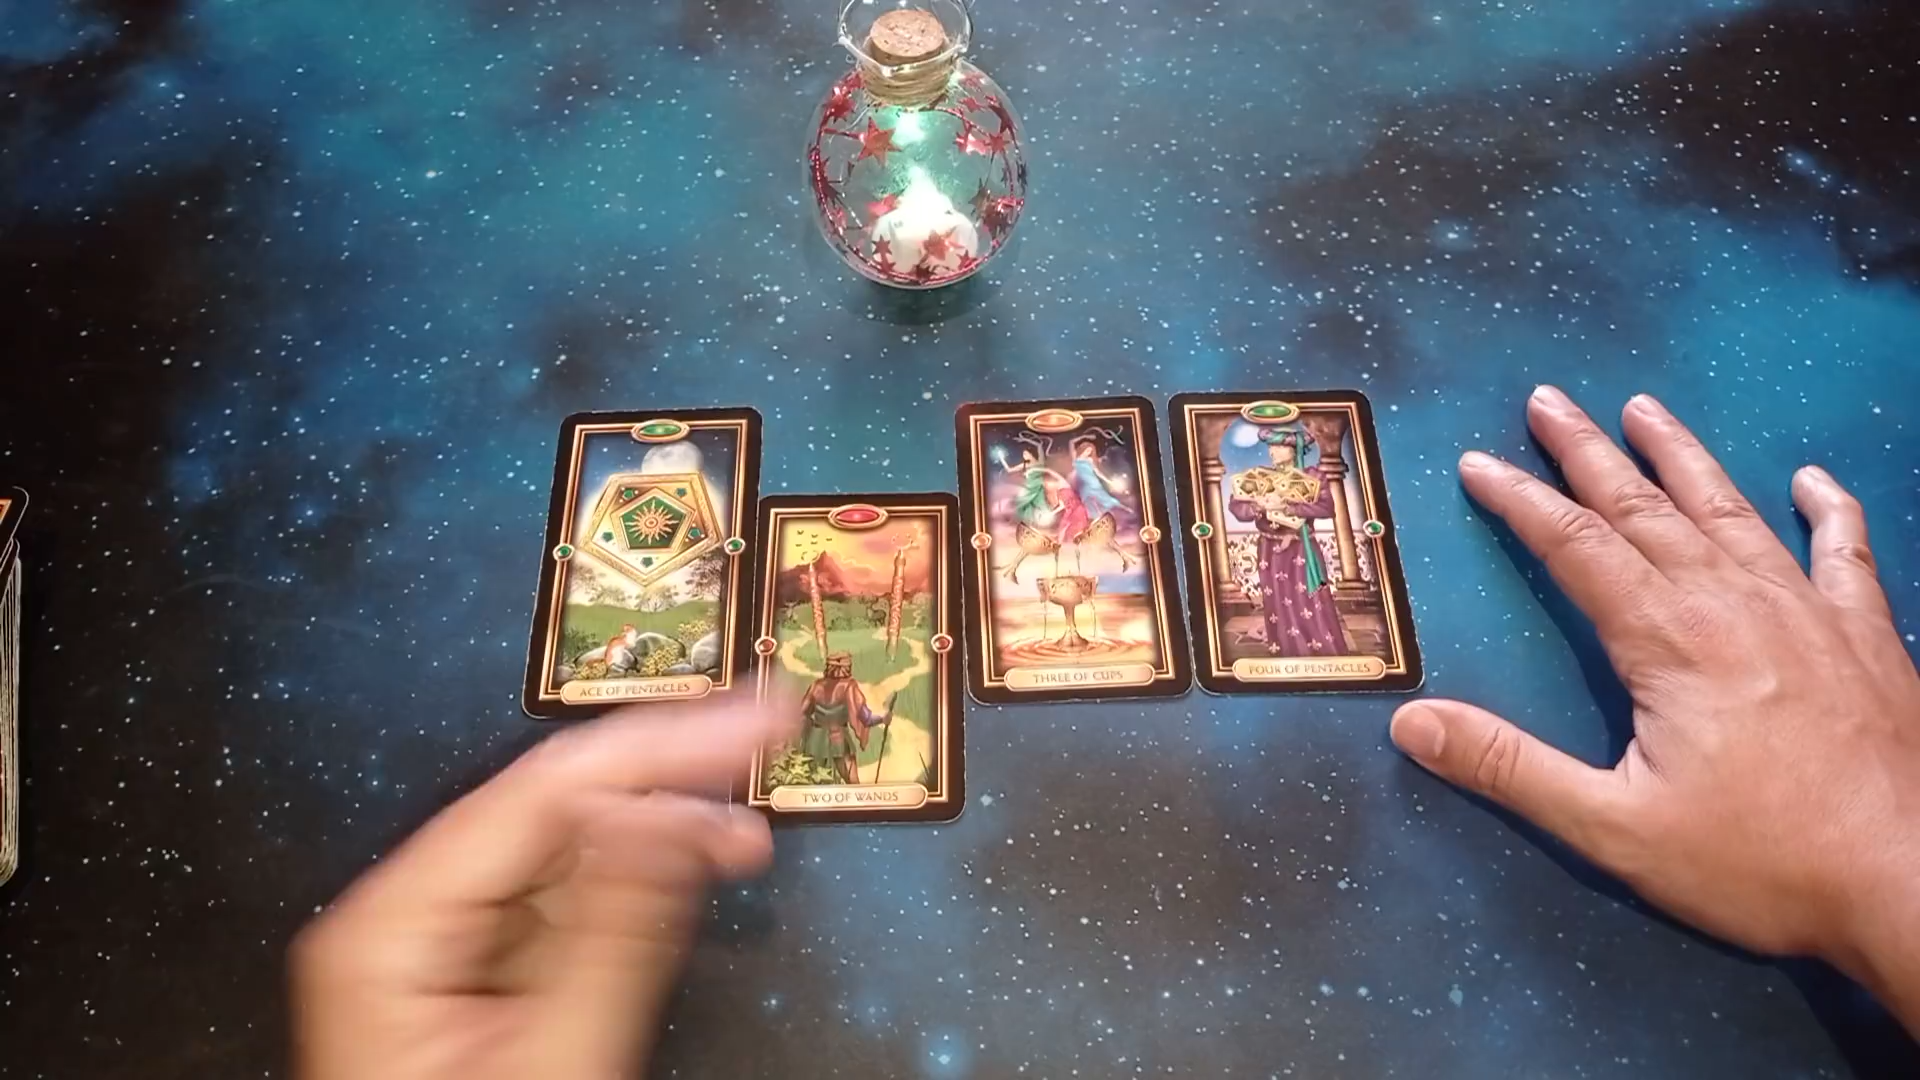 ACE OF PENTACLES
TWO OF WANDS
THREE OF CUPS
FOUR OF PENTACLES